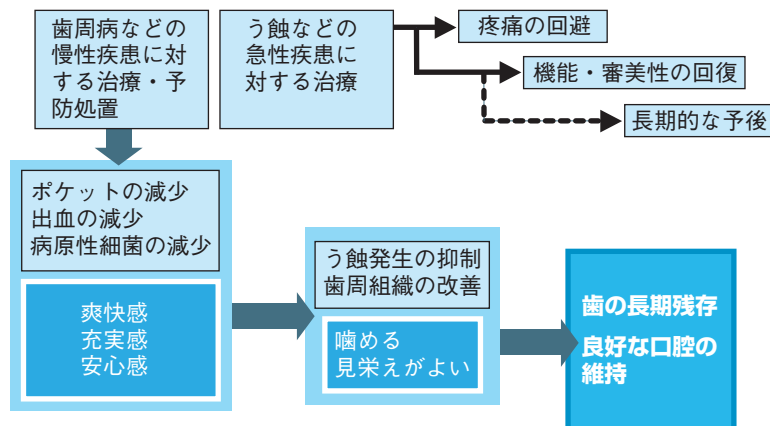 歯周病などの
慢性疾患に対
する治療・予
防処置
う蝕などの
急性疾患に
対する治療
疼痛の回避
機能・審美性の回復
長期的な予後
ポケットの減少
出血の減少
病原性細菌の減少
爽快感
充実感
安心感
う蝕発生の抑制
歯周組織の改善
噛める
見栄えがよい
歯の長期残存
良好な口腔の
維持